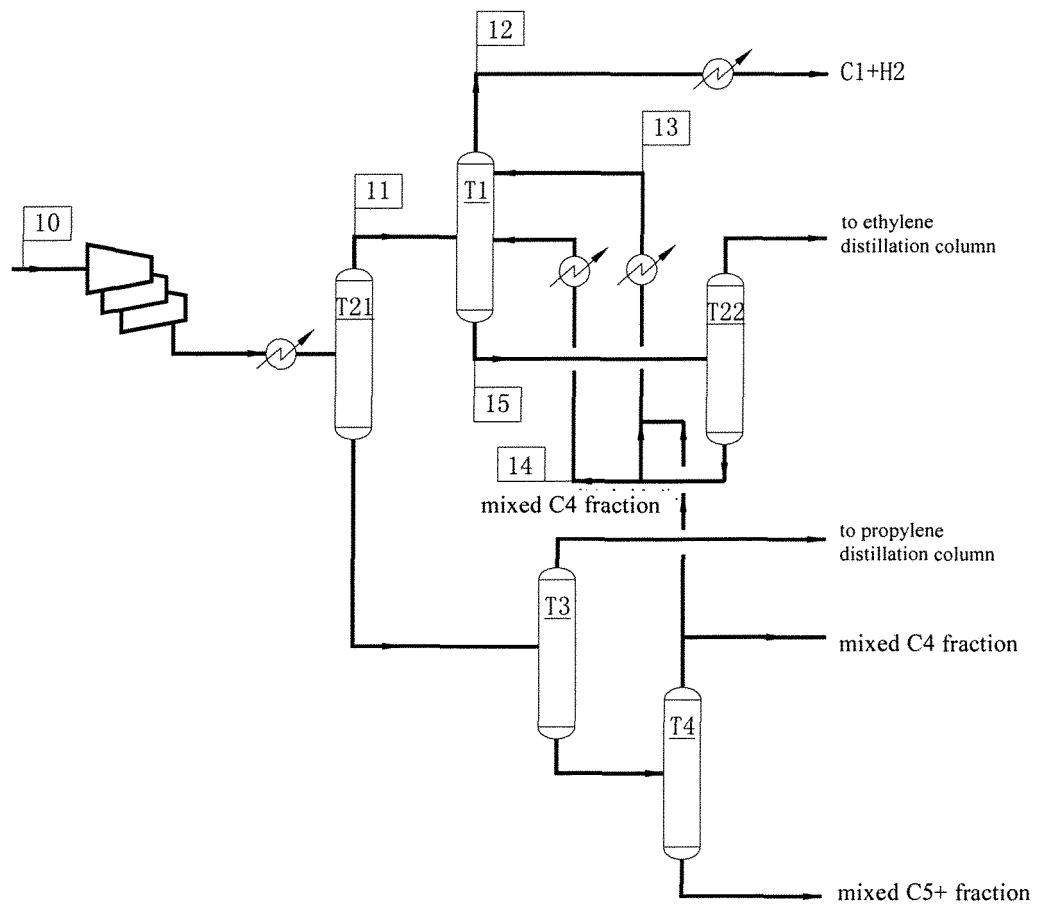 12
C1+H2
13
T1
11
10
to ethylene
distillation column
T21
T22
15
14
mixed C4 fraction
to propylene
distillation column
T3
mixed C4 fraction
T4
mixed C5+ fraction